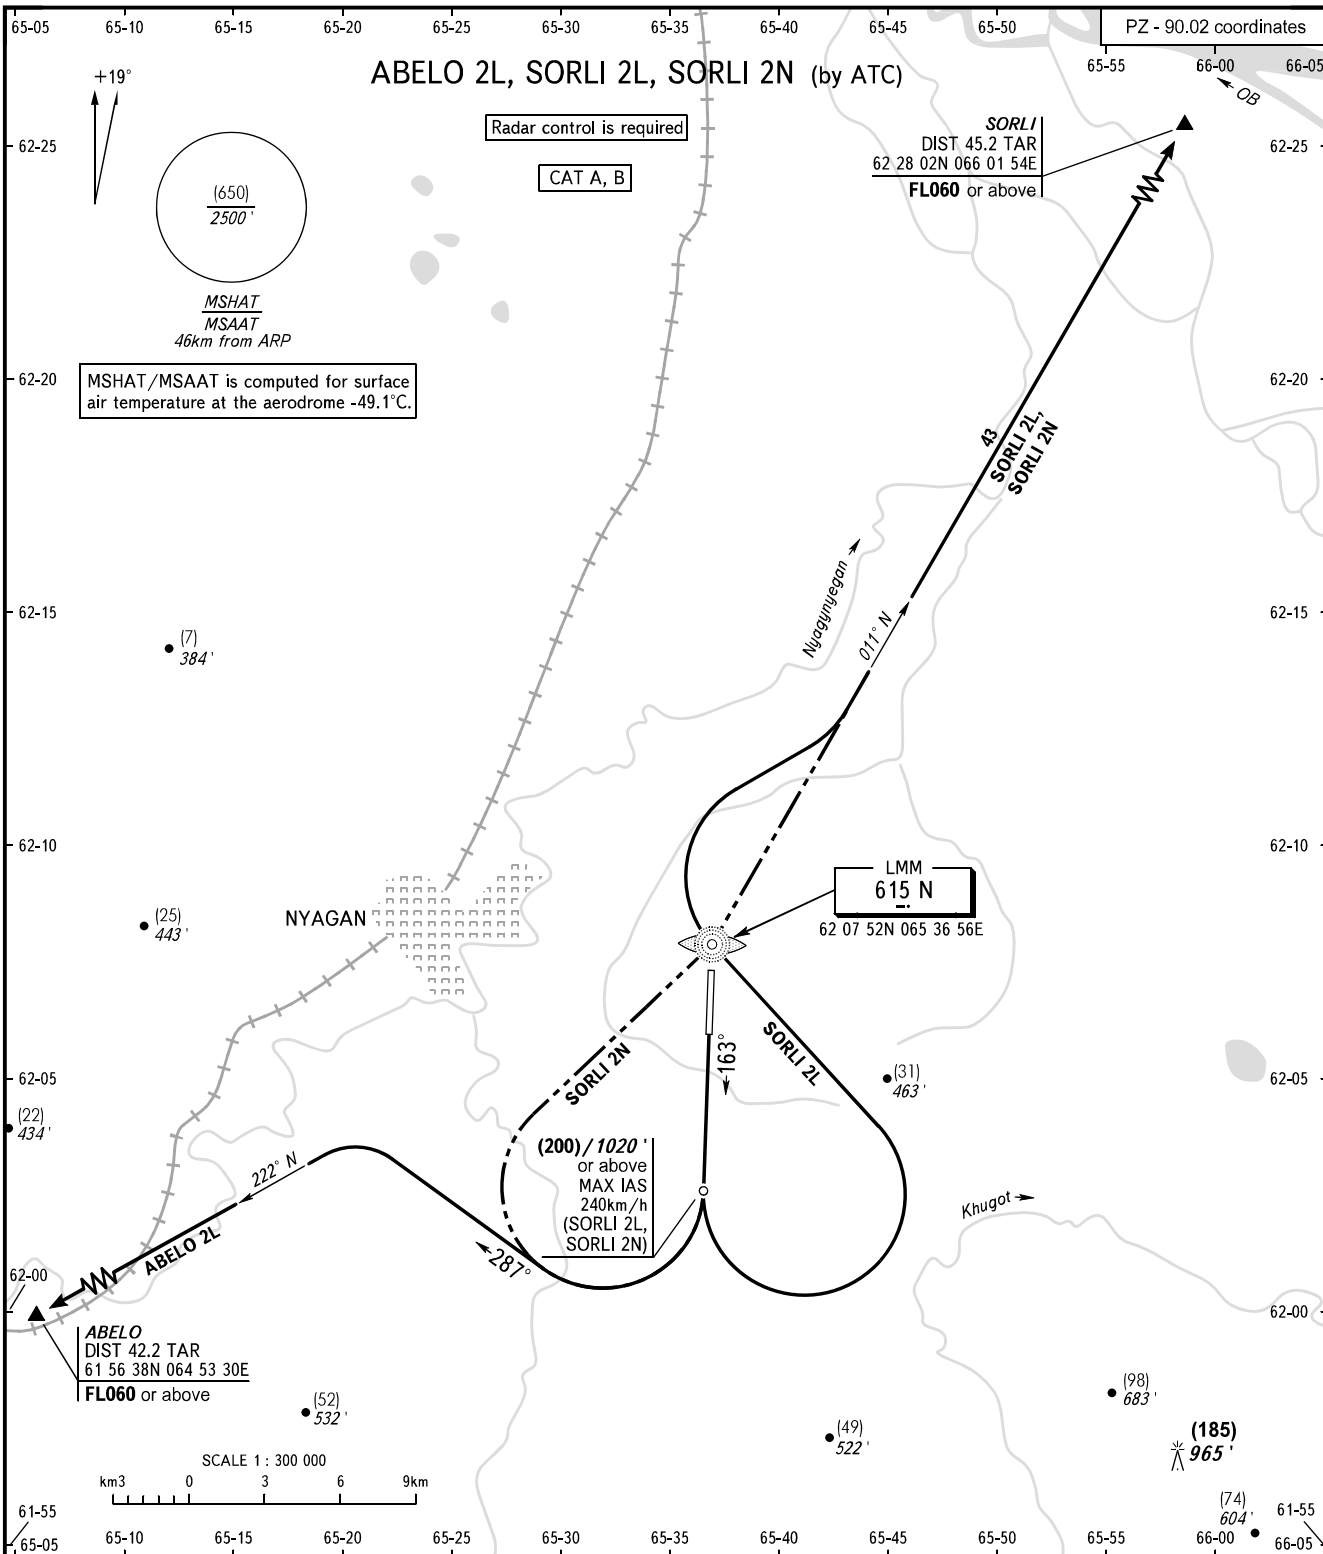 65-05
65-10
65-15
65-20
65-25
65-30
65-35
65-40
65-45
65-50
PZ - 90.02 coordinates
65-55
66-00
66-05
+19°
ABELO 2L, SORLI 2L, SORLI 2N (by ATC)
OB
Radar control is required
CAT A, B
SORLI
DIST 45.2 TAR
62 28 02N 066 01 54E
FL060 or above
62-25
62-25
(650)
2500 '
MSHAT
MSAAT
46km from ARP
MSHAT/MSAAT is computed for surface
air temperature at the aerodrome -49.1°C.
62-20
62-20
43
SORLI 2L,
SORLI 2N
Nyagynyegan
011° N
62-15
62-15
(7)
384 '
62-10
62-10
LMM
615 N
62 07 52N 065 36 56E
NYAGAN
(25)
443 '
SORLI 2N
163°
SORLI 2L
62-05
62-05
(31)
463 '
(22)
434 '
222° N
(200)/1020 '
or above
MAX IAS
240km/h
(SORLI 2L,
SORLI 2N)
Khugot
ABELO 2L
287°
62-00
62-00
ABELO
DIST 42.2 TAR
61 56 38N 064 53 30E
FL060 or above
(52)
532 '
(49)
522 '
(98)
683 '
(185)
965 '
(74)
604 '
SCALE 1 : 300 000
km3 0 3 6 9km
61-55
61-55
65-05
65-10
65-15
65-20
65-25
65-30
65-35
65-40
65-45
65-50
65-55
66-00
66-05